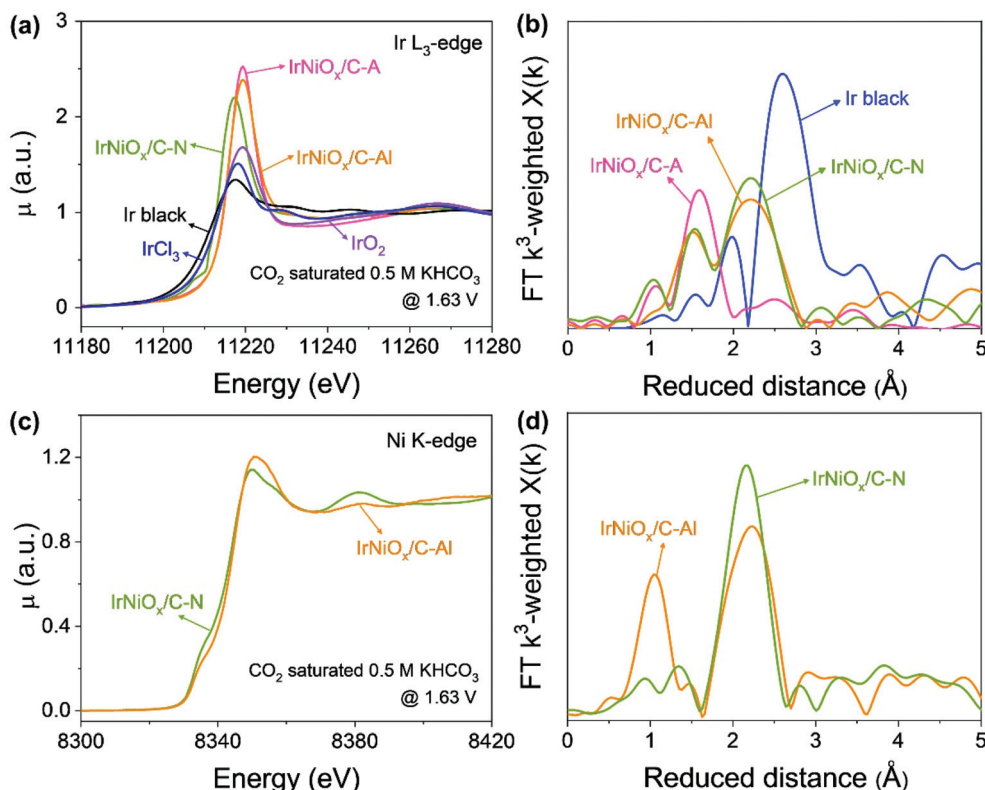 (a)
Ir L₃-edge
IrNiOₓ/C-A
IrNiOₓ/C-N
IrNiOₓ/C-Al
Ir black
IrCl₃
IrO₂
CO₂ saturated 0.5 M KHCO₃
@ 1.63 V
μ (a.u.)
3
2
1
0
11180 11200 11220 11240 11260 11280
Energy (eV)
(b)
Ir black
IrNiOₓ/C-Al
IrNiOₓ/C-A
IrNiOₓ/C-N
FT k³-weighted X(k)
0 1 2 3 4 5
Reduced distance (Å)
(c)
Ni K-edge
IrNiOₓ/C-Al
IrNiOₓ/C-N
CO₂ saturated 0.5 M KHCO₃
@ 1.63 V
μ (a.u.)
1.2
0.8
0.4
0.0
8300 8340 8380 8420
Energy (eV)
(d)
IrNiOₓ/C-N
IrNiOₓ/C-Al
FT k³-weighted X(k)
0 1 2 3 4 5
Reduced distance (Å)